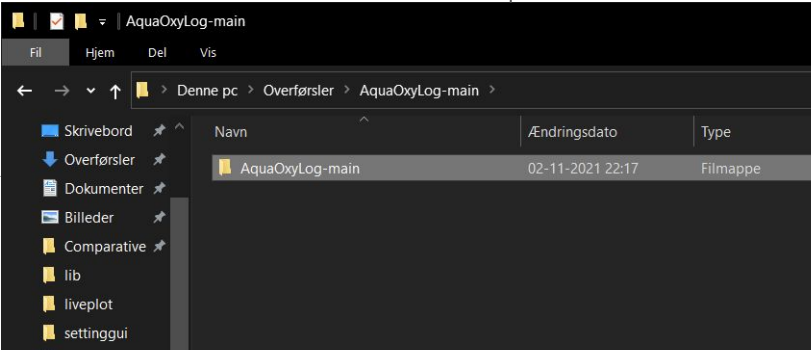 AquaOxyLog-main
Fil Hjem Del Vis
Denne pc > Overførsler > AquaOxyLog-main >
Skrivebord
Overførsler
Dokumenter
Billeder
Comparative
lib
liveplot
settinggui
Navn Ændringsdato Type
AquaOxyLog-main 02-11-2021 22:17 Filmappe